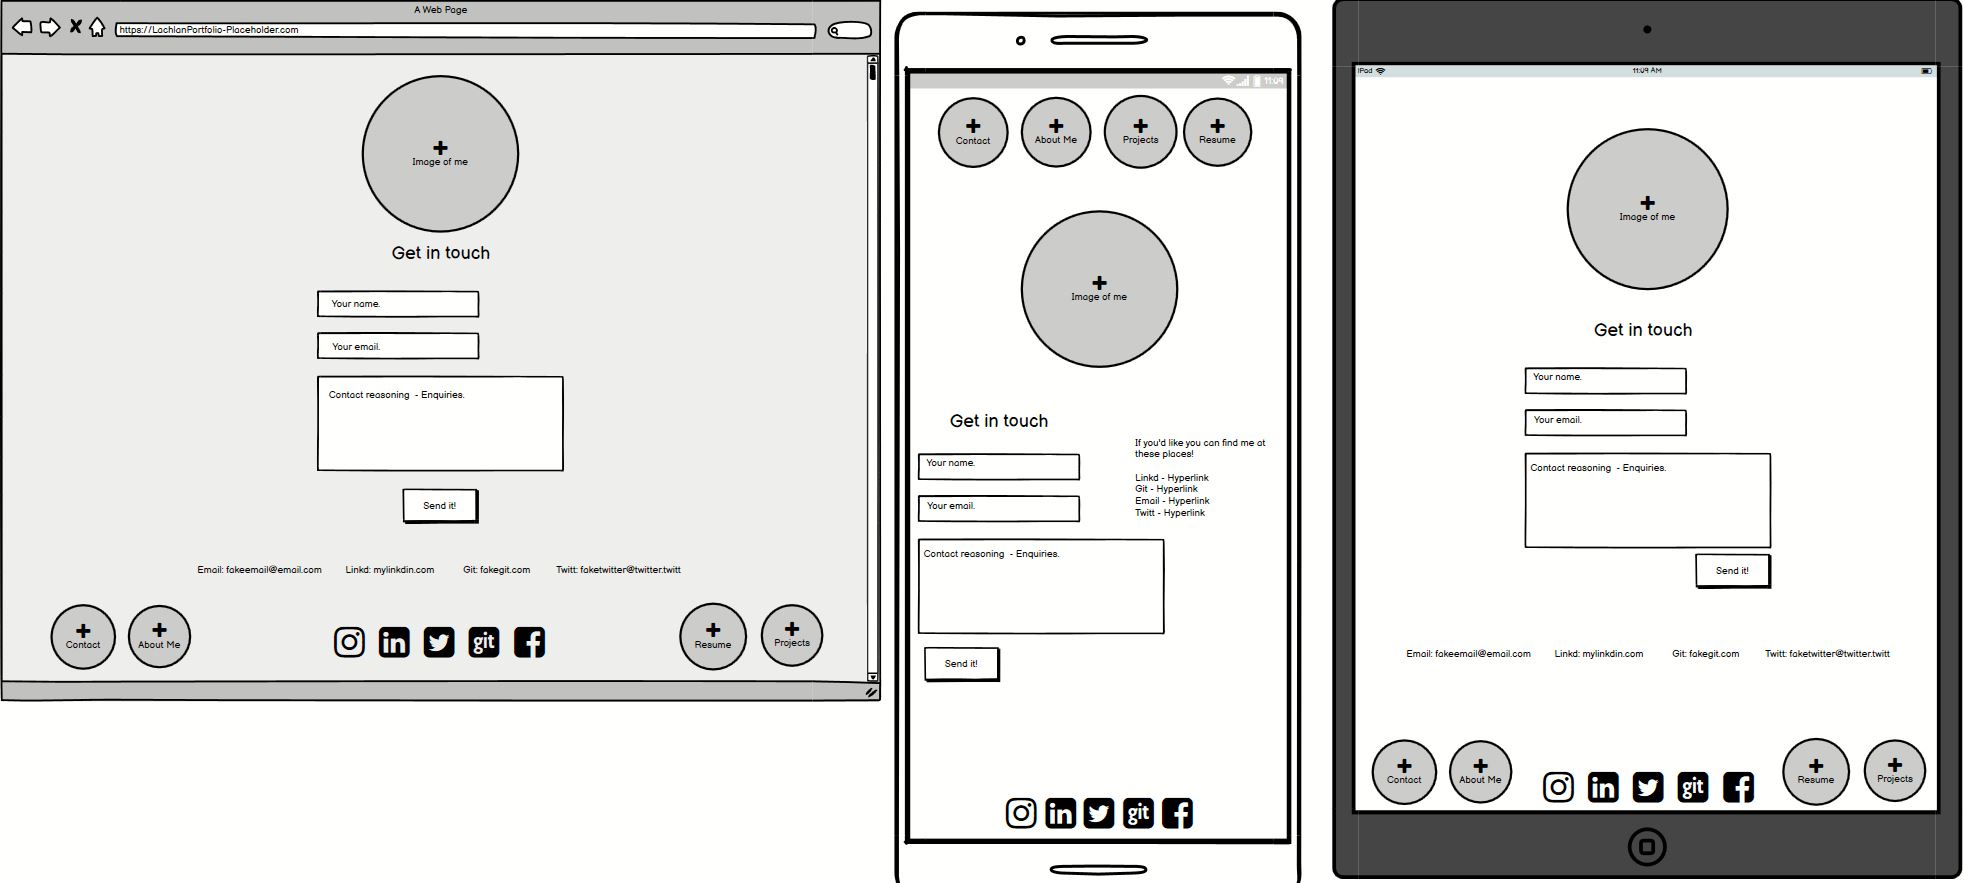 A Web Page
https://LachlanPortfolio-Placeholder.com
Image of me
Get in touch
Your name.
Your email.
Contact reasoning - Enquiries.
Send it!
Email: fakeemail@email.com Linkd: mylinkdin.com Git: fakegit.com Twitt: faketwitter@twitter.twitt
Contact About Me in git f Resume Projects
11:09
Contact About Me Projects Resume
Image of me
Get in touch
Your name.
Your email.
Contact reasoning - Enquiries.
Send it!
If you'd like you can find me at
these places!
Linkd - Hyperlink
Git - Hyperlink
Email - Hyperlink
Twitt - Hyperlink
in git f
iPod 11:09 AM
Image of me
Get in touch
Your name.
Your email.
Contact reasoning - Enquiries.
Send it!
Email: fakeemail@email.com Linkd: mylinkdin.com Git: fakegit.com Twitt: faketwitter@twitter.twitt
Contact About Me in git f Resume Projects